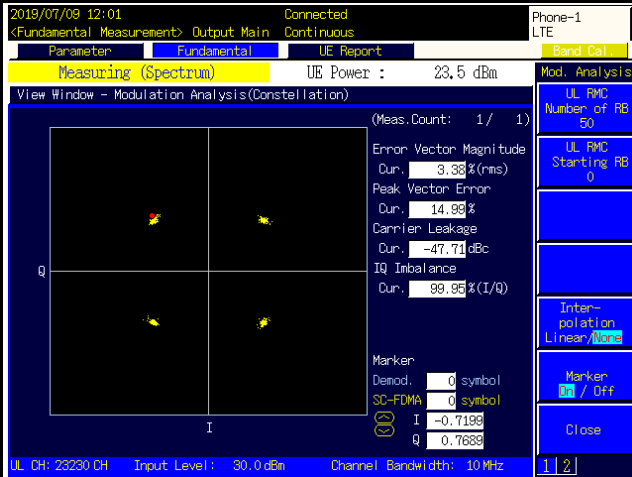 2019/07/09 12:01 Connected Phone-1
<Fundamental Measurement> Output Main Continuous LTE
Parameter Fundamental UE Report Band Cal.
Measuring (Spectrum) UE Power : 23.5 dBm Mod. Analysis
View Window - Modulation Analysis(Constellation)
(Meas.Count: 1/ 1)
Error Vector Magnitude
Cur. 3.38 %(rms)
Peak Vector Error
Cur. 14.99 %
Carrier Leakage
Cur. -47.71 dBc
IQ Imbalance
Cur. 99.95 %(I/Q)
Q
I
Marker
Demod. 0 symbol
SC-FDMA 0 symbol
I -0.7199
Q 0.7689
UL RMC
Number of RB
50
UL RMC
Starting RB
0
Inter-
polation
Linear/None
Marker
On / Off
Close
1 2
UL CH: 23230 CH Input Level: 30.0 dBm Channel Bandwidth: 10 MHz